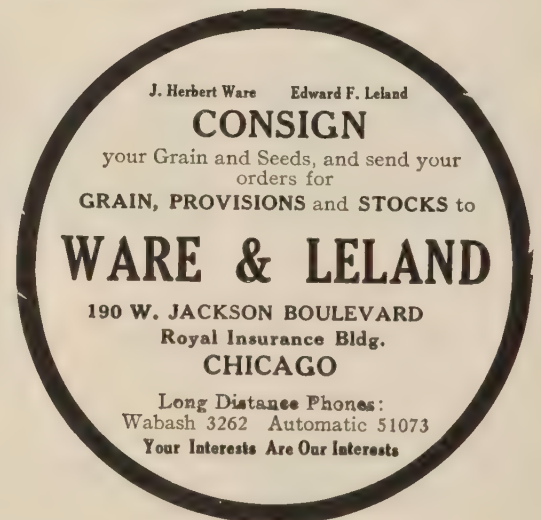 J. Herbert Ware Edward F. Leland
CONSIGN
your Grain and Seeds, and send your
orders for
GRAIN, PROVISIONS and STOCKS to
WARE & LELAND
190 W. JACKSON BOULEVARD
Royal Insurance Bldg.
CHICAGO
Long Distance Phones:
Wabash 3262 Automatic 51073
Your Interests Are Our Interests